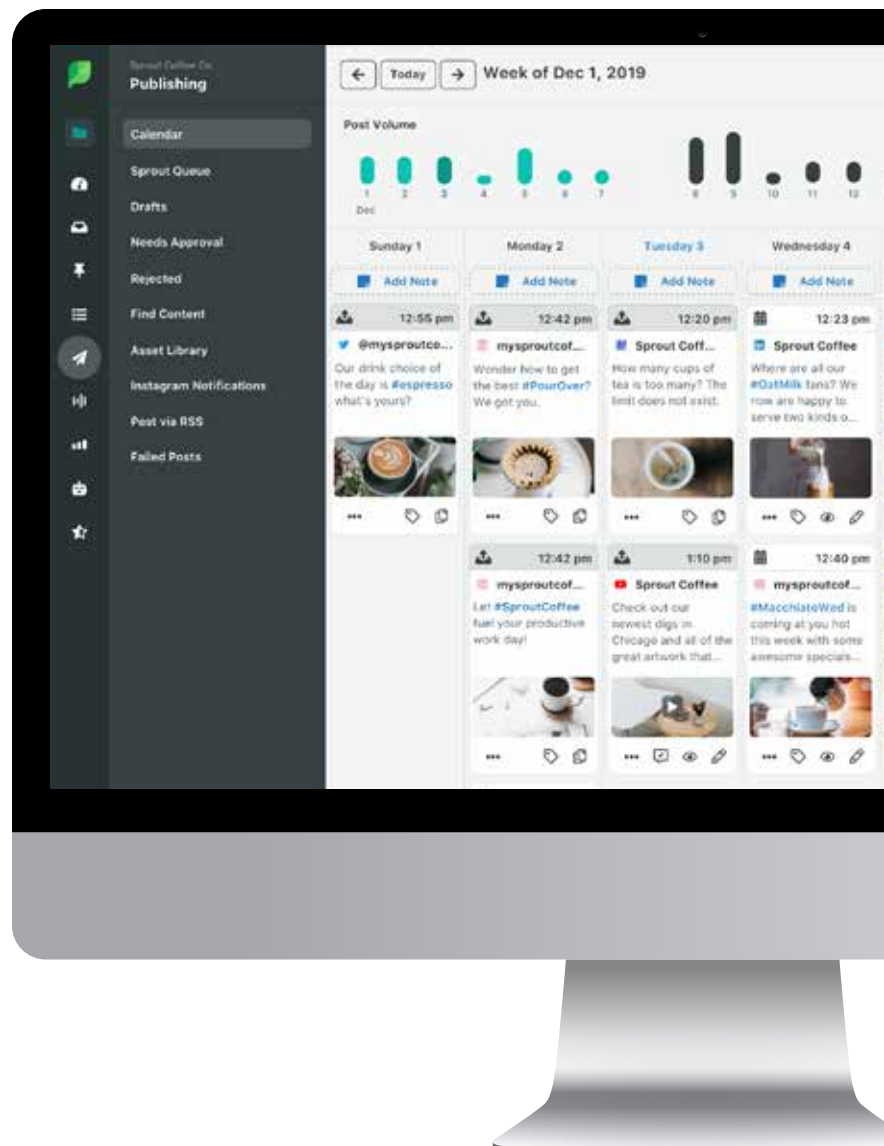 Sprout Coffee Co.
Publishing
Calendar
Sprout Queue
Drafts
Needs Approval
Rejected
Find Content
Asset Library
Instagram Notifications
Post via RSS
Failed Posts
Today
Week of Dec 1, 2019
Post Volume
1 2 3 4 5 6 7 8 9 10 11 12
Dec
Sunday 1
Add Note
12:55 pm
@mysproutco...
Our drink choice of
the day is #espresso
what's yours?
Monday 2
Add Note
12:42 pm
mysproutcof...
Wonder how to get
the best #PourOver?
We got you.
12:42 pm
mysproutcof...
Let #SproutCoffee
fuel your productive
work day!
Tuesday 3
Add Note
12:20 pm
Sprout Coff...
How many cups of
tea is too many? The
limit does not exist.
1:10 pm
Sprout Coffee
Check out our
newest digs in
Chicago and all of the
great artwork that...
Wednesday 4
Add Note
12:23 pm
Sprout Coffee
Where are all our
#OatMilk fans? We
now are happy to
serve two kinds o...
12:40 pm
mysproutcof...
#MacchiatoWed is
coming at you hot
this week with some
awesome specials...